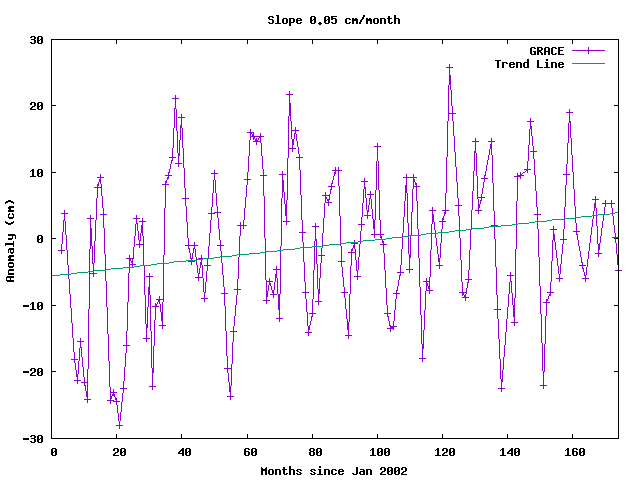 Slope 0.05 cm/month
GRACE
Trend Line
30
20
10
0
-10
-20
-30
Anomaly (cm)
0 20 40 60 80 100 120 140 160
Months since Jan 2002